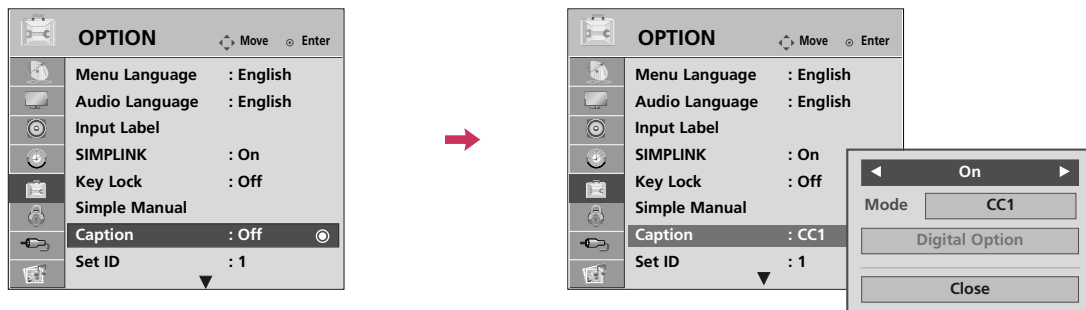 OPTION Move Enter
Menu Language : English
Audio Language : English
Input Label
SIMPLINK : On
Key Lock : Off
Simple Manual
Caption : Off
Set ID : 1
OPTION Move Enter
Menu Language : English
Audio Language : English
Input Label
SIMPLINK : On
Key Lock : Off
Simple Manual
Caption : CC1
Set ID : 1
On
Mode CC1
Digital Option
Close